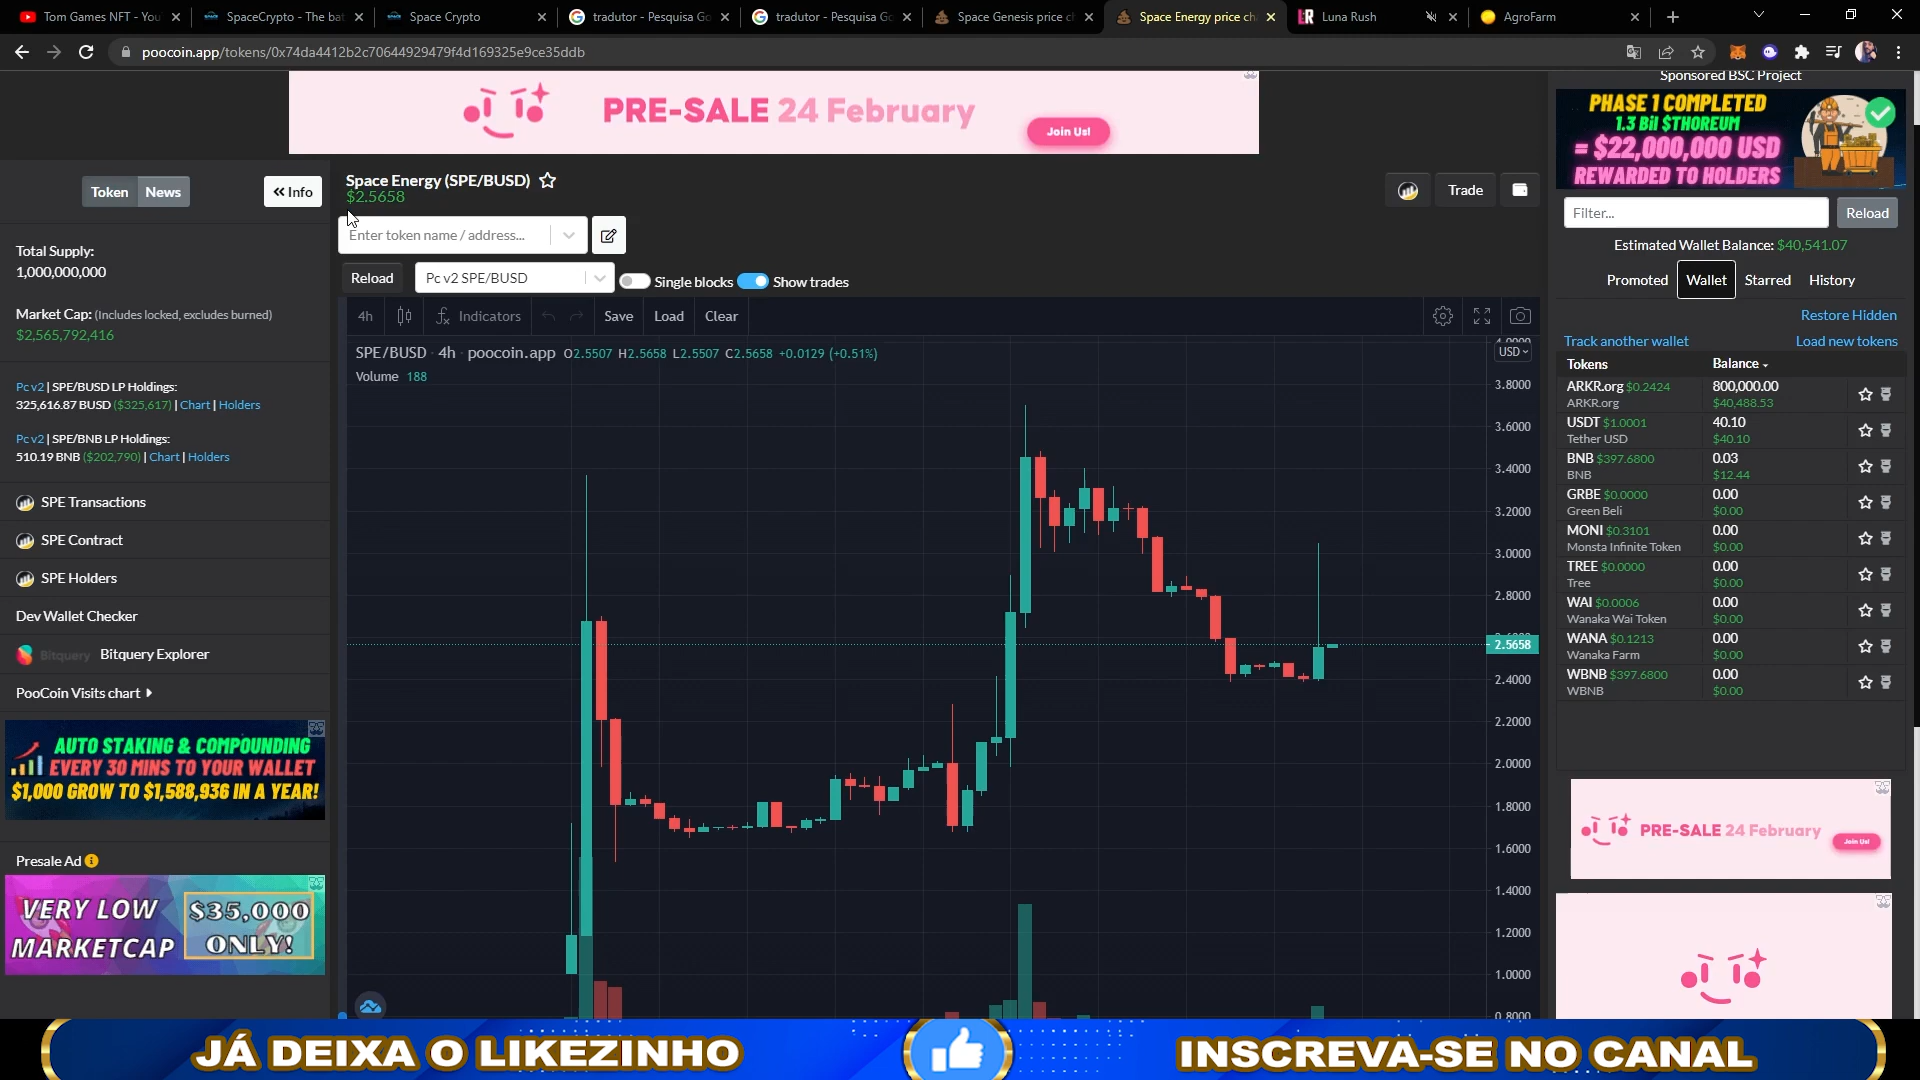 Tom Games NFT - You
SpaceCrypto - The bat
Space Crypto
tradutor - Pesquisa Go
tradutor - Pesquisa Go
Space Genesis price ch
Space Energy price ch
Luna Rush
AgroFarm
poocoin.app/tokens/0x74da4412b2c70644929479f4d169325e9ce35ddb
PRE-SALE 24 February
Join Us!
Sponsored BSC Project
PHASE 1 COMPLETED
1.3 Bil $THOREUM
= $22,000,000 USD
REWARDED TO HOLDERS
Token
News
Info
Space Energy (SPE/BUSD)
$2.5658
Trade
Enter token name / address...
Filter...
Reload
Total Supply:
1,000,000,000
Estimated Wallet Balance: $40,541.07
Reload
Pc v2 SPE/BUSD
Single blocks
Show trades
Promoted
Wallet
Starred
History
Market Cap: (Includes locked, excludes burned)
$2,565,792,416
4h
Indicators
Save
Load
Clear
Restore Hidden
Track another wallet
Load new tokens
SPE/BUSD · 4h · poocoin.app O2.5507 H2.5658 L2.5507 C2.5658 +0.0129 (+0.51%)
Volume 188
USD
Tokens
Balance
Pc v2 | SPE/BUSD LP Holdings:
325,616.87 BUSD ($325,617) | Chart | Holders
Pc v2 | SPE/BNB LP Holdings:
510.19 BNB ($202,790) | Chart | Holders
SPE Transactions
SPE Contract
SPE Holders
Dev Wallet Checker
Bitquery
Bitquery Explorer
PooCoin Visits chart
4.0000
3.8000
3.6000
3.4000
3.2000
3.0000
2.8000
2.5658
2.4000
2.2000
2.0000
1.8000
1.6000
1.4000
1.2000
1.0000
0.8000
ARKR.org $0.2424
800,000.00
ARKR.org
$40,488.53
USDT $1.0001
40.10
Tether USD
$40.10
BNB $397.6800
0.03
BNB
$12.44
GRBE $0.0000
0.00
Green Beli
$0.00
MONI $0.3101
0.00
Monsta Infinite Token
$0.00
TREE $0.0000
0.00
Tree
$0.00
WAI $0.0006
0.00
Wanaka Wai Token
$0.00
WANA $0.1213
0.00
Wanaka Farm
$0.00
WBNB $397.6800
0.00
WBNB
$0.00
AUTO STAKING & COMPOUNDING
EVERY 30 MINS TO YOUR WALLET
$1,000 GROW TO $1,588,936 IN A YEAR!
PRE-SALE 24 February
Join Us!
Presale Ad
VERY LOW
MARKETCAP
$35,000
ONLY!
JÁ DEIXA O LIKEZINHO
INSCREVA-SE NO CANAL